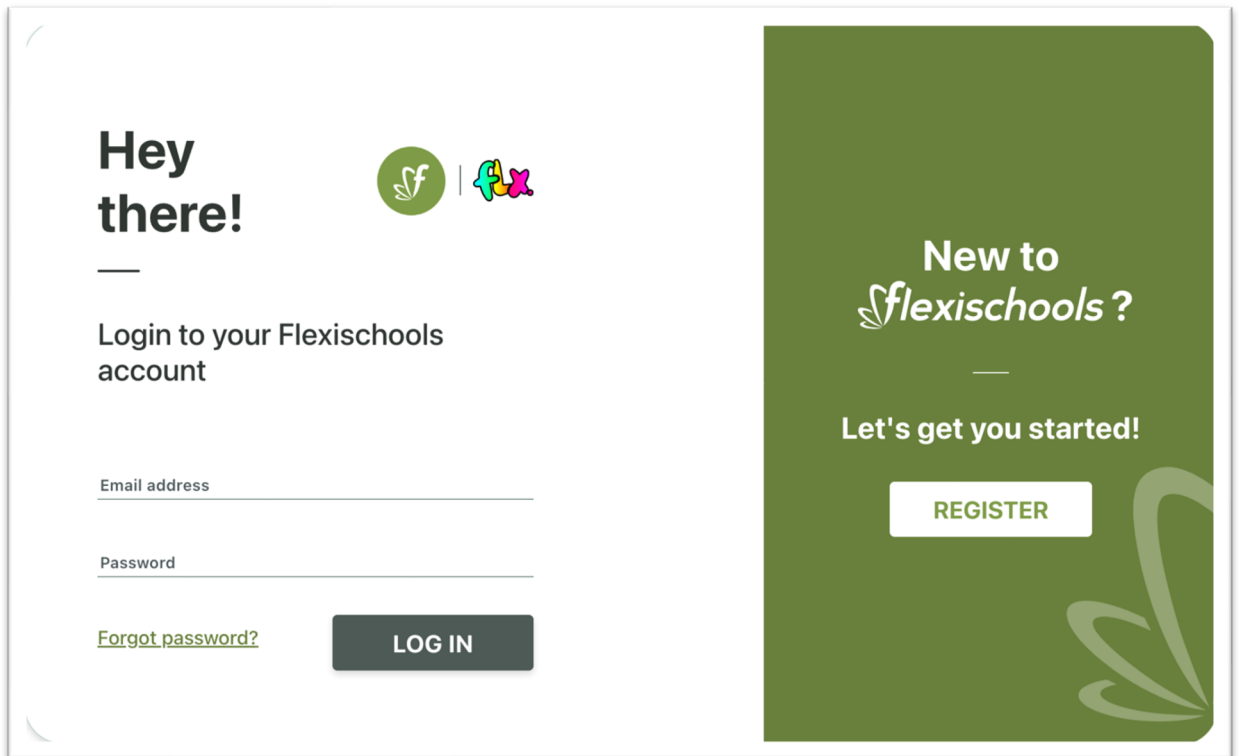 Hey
there!
f | flx.
Login to your Flexischools
account
Email address
Password
Forgot password?
LOG IN
New to
flexischools ?
Let's get you started!
REGISTER